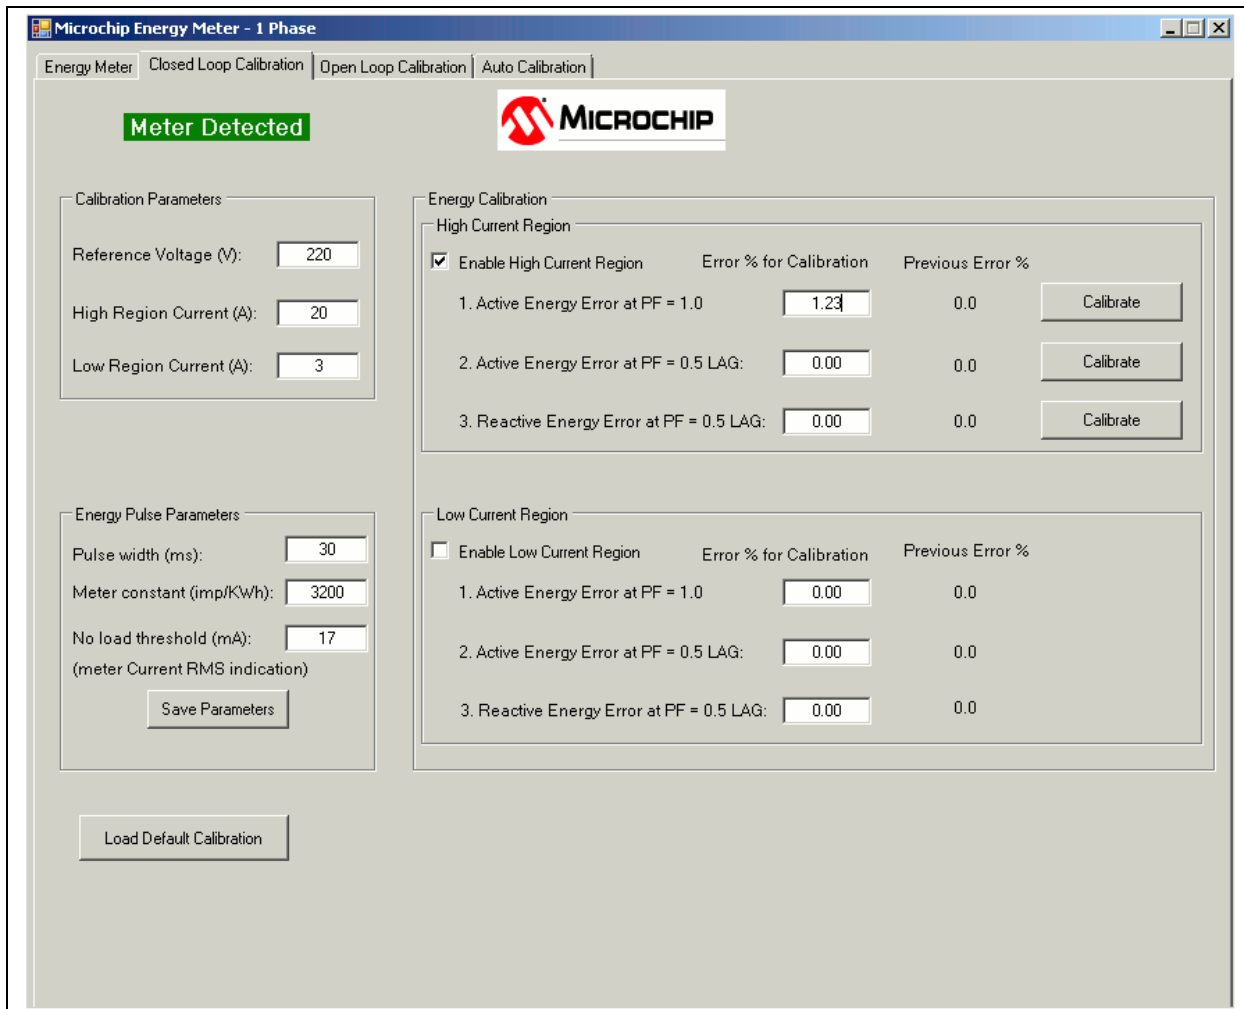 Microchip Energy Meter - 1 Phase
Energy Meter Closed Loop Calibration Open Loop Calibration Auto Calibration
Meter Detected
MICROCHIP
Calibration Parameters
Reference Voltage (V): 220
High Region Current (A): 20
Low Region Current (A): 3
Energy Pulse Parameters
Pulse width (ms): 30
Meter constant (imp/KWh): 3200
No load threshold (mA): 17
(meter Current RMS indication)
Save Parameters
Load Default Calibration
Energy Calibration
High Current Region
Enable High Current Region Error % for Calibration Previous Error %
1. Active Energy Error at PF = 1.0 1.23 0.0 Calibrate
2. Active Energy Error at PF = 0.5 LAG: 0.00 0.0 Calibrate
3. Reactive Energy Error at PF = 0.5 LAG: 0.00 0.0 Calibrate
Low Current Region
Enable Low Current Region Error % for Calibration Previous Error %
1. Active Energy Error at PF = 1.0 0.00 0.0
2. Active Energy Error at PF = 0.5 LAG: 0.00 0.0
3. Reactive Energy Error at PF = 0.5 LAG: 0.00 0.0